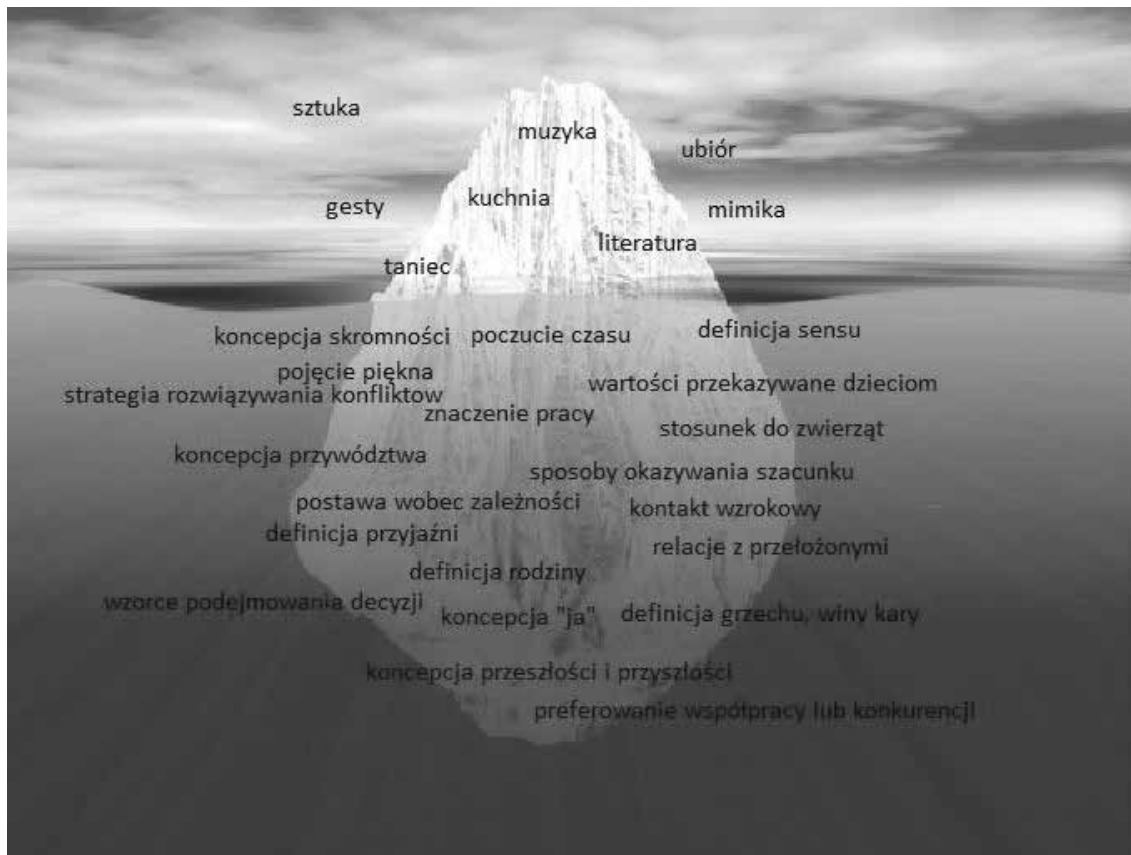 sztuka
muzyka
ubiór
kuchnia
gesty
mimika
literatura
taniec
koncepcja skromności
poczucie czasu
definicja sensu
pojęcie piękna
wartości przekazywane dzieciom
strategia rozwiązywania konfliktow
znaczenie pracy
stosunek do zwierząt
koncepcja przywództwa
sposoby okazywania szacunku
postawa wobec zależności
kontakt wzrokowy
definicja przyjaźni
relacje z przełożonymi
definicja rodziny
wzorce podejmowania decyzji
koncepcja "ja"
definicja grzechu, winy kary
koncepcja przeszłości i przyszłości
preferowanie współpracy lub konkurencji